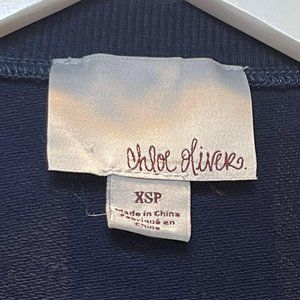 chloe oliver.
XSP
Made in China
Fabriqué en
Chine